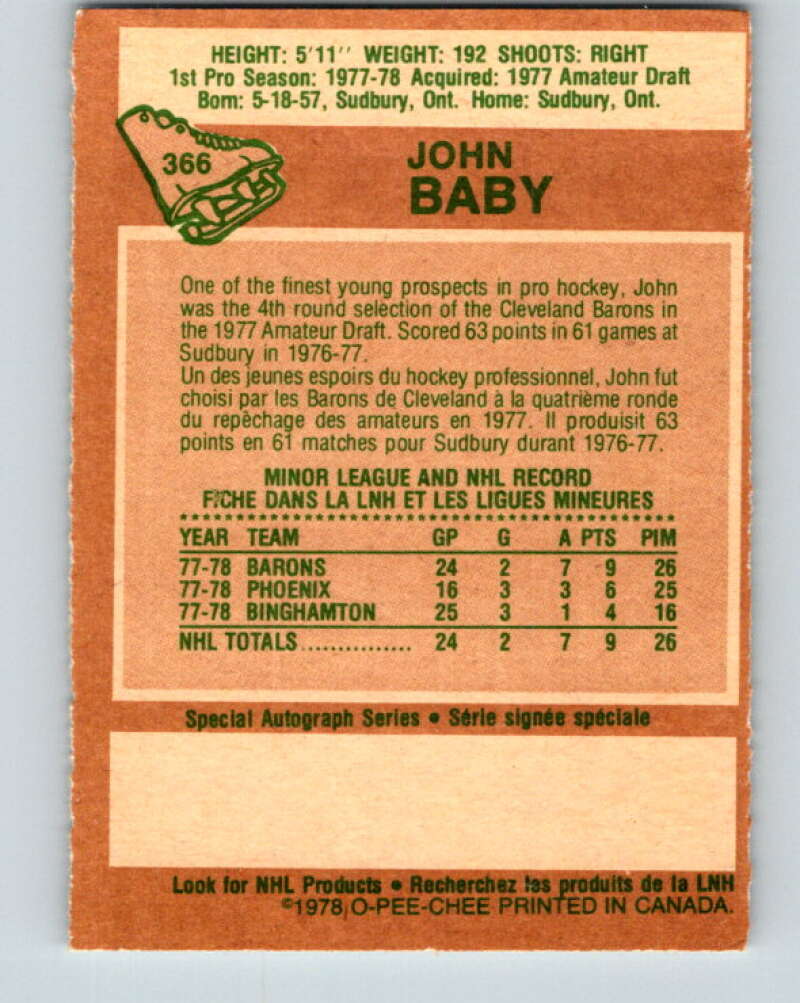 HEIGHT: 5'11'' WEIGHT: 192 SHOOTS: RIGHT
1st Pro Season: 1977-78 Acquired: 1977 Amateur Draft
Born: 5-18-57, Sudbury, Ont. Home: Sudbury, Ont.
366
JOHN
BABY
One of the finest young prospects in pro hockey, John
was the 4th round selection of the Cleveland Barons in
the 1977 Amateur Draft. Scored 63 points in 61 games at
Sudbury in 1976-77.
Un des jeunes espoirs du hockey professionnel, John fut
choisi par les Barons de Cleveland à la quatrième ronde
du repêchage des amateurs en 1977. Il produisit 63
points en 61 matches pour Sudbury durant 1976-77.
MINOR LEAGUE AND NHL RECORD
FICHE DANS LA LNH ET LES LIGUES MINEURES
YEAR TEAM GP G A PTS PIM
77-78 BARONS 24 2 7 9 26
77-78 PHOENIX 16 3 3 6 25
77-78 BINGHAMTON 25 3 1 4 16
NHL TOTALS............... 24 2 7 9 26
Special Autograph Series • Série signée spéciale
Look for NHL Products • Recherchez les produits de la LNH
©1978 O-PEE-CHEE PRINTED IN CANADA.